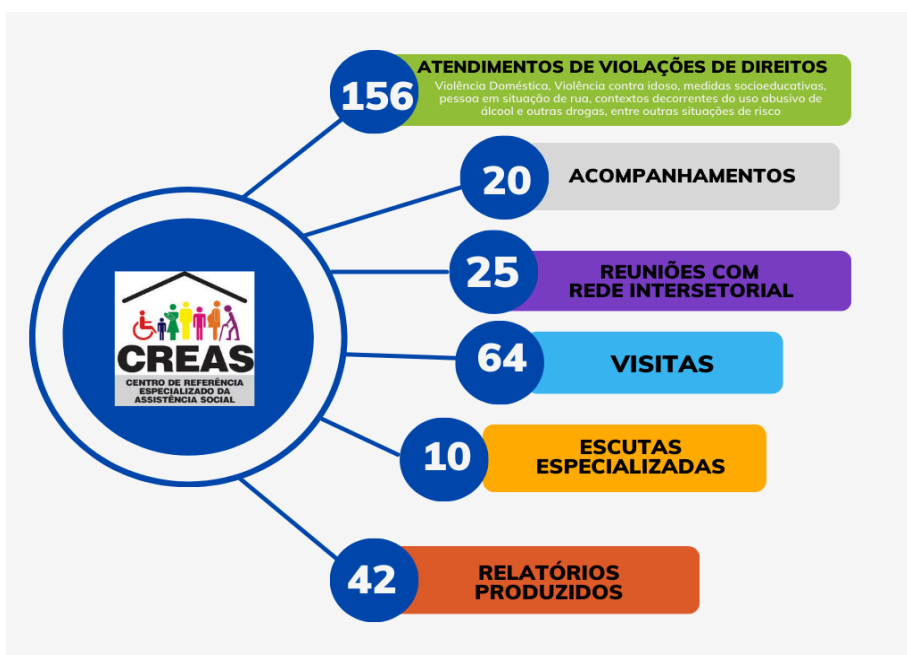 156
ATENDIMENTOS DE VIOLAÇÕES DE DIREITOS
Violência Doméstica, Violência contra idoso, medidas socioeducativas,
pessoa em situação de rua, contextos decorrentes do uso abusivo de
álcool e outras drogas, entre outras situações de risco
20
ACOMPANHAMENTOS
25
REUNIÕES COM
REDE INTERSETORIAL
CREAS
CENTRO DE REFERÊNCIA
ESPECIALIZADO DA
ASSISTÊNCIA SOCIAL
64
VISITAS
10
ESCUTAS
ESPECIALIZADAS
42
RELATÓRIOS
PRODUZIDOS